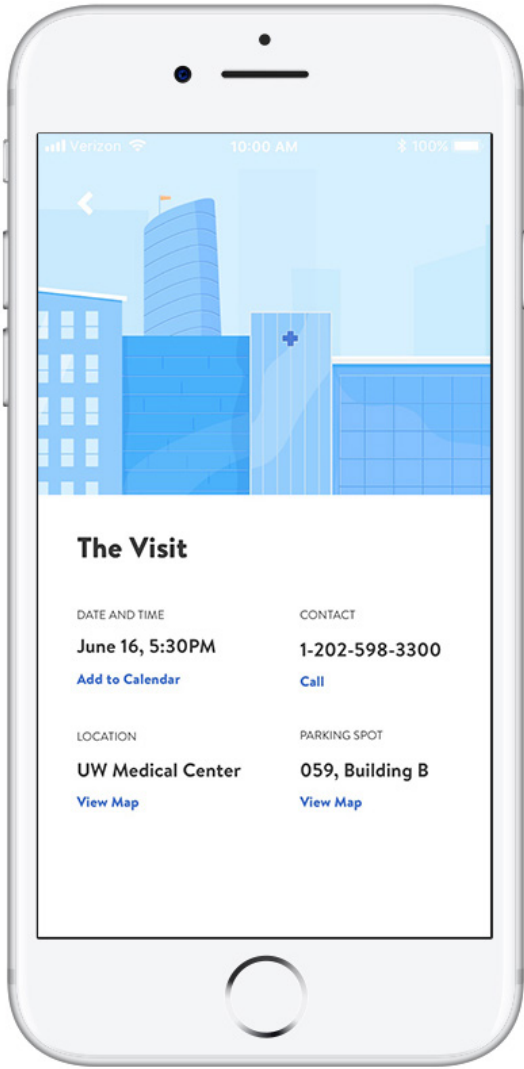 Verizon 10:00 AM 100%
The Visit
DATE AND TIME
June 16, 5:30PM
Add to Calendar
CONTACT
1-202-598-3300
Call
LOCATION
UW Medical Center
View Map
PARKING SPOT
059, Building B
View Map